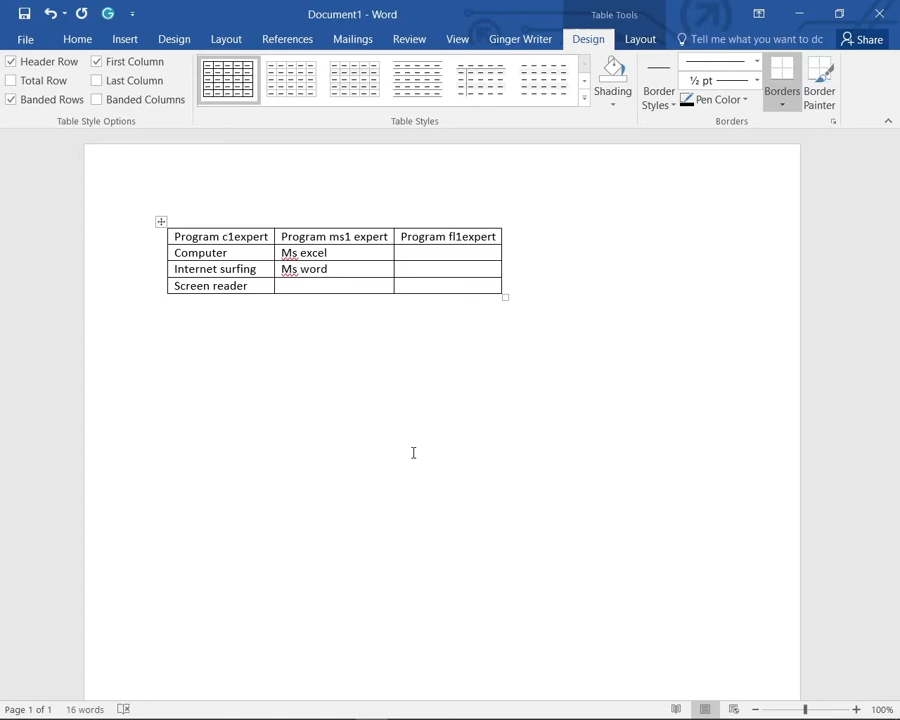 Document1 - Word
Table Tools
File Home Insert Design Layout References Mailings Review View Ginger Writer Design Layout Tell me what you want to dc Share
Header Row First Column
Total Row Last Column
Banded Rows Banded Columns
Table Style Options
Table Styles
Shading
Border Styles
½ pt
Pen Color
Borders
Border Painter
Borders
Program c1expert Program ms1 expert Program fl1expert
Computer Ms excel
Internet surfing Ms word
Screen reader
Page 1 of 1 16 words 100%